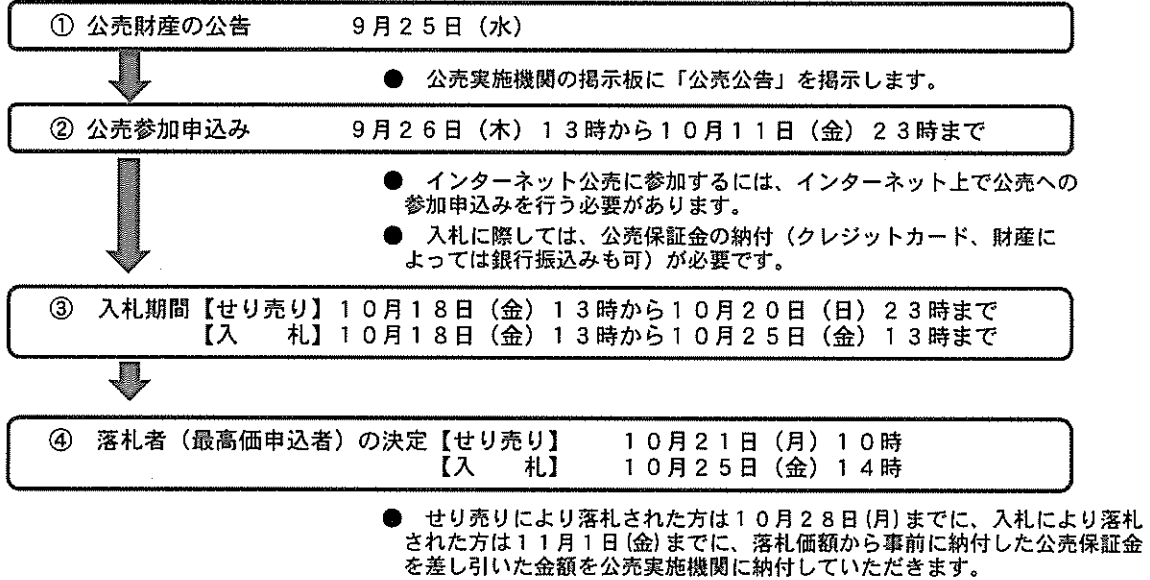 ① 公売財産の公告　　　９月２５日（水）
●　公売実施機関の掲示板に「公売公告」を掲示します。
② 公売参加申込み　　　９月２６日（木）１３時から１０月１１日（金）２３時まで
●　インターネット公売に参加するには、インターネット上で公売への
参加申込みを行う必要があります。
●　入札に際しては、公売保証金の納付（クレジットカード、財産に
よっては銀行振込みも可）が必要です。
③　入札期間【せり売り】１０月１８日（金）１３時から１０月２０日（日）２３時まで
【入　　札】１０月１８日（金）１３時から１０月２５日（金）１３時まで
④　落札者（最高価申込者）の決定【せり売り】　　１０月２１日（月）１０時
【入　　札】　　１０月２５日（金）１４時
●　せり売りにより落札された方は１０月２８日(月)までに、入札により落札
された方は１１月１日(金)までに、落札価額から事前に納付した公売保証金
を差し引いた金額を公売実施機関に納付していただきます。